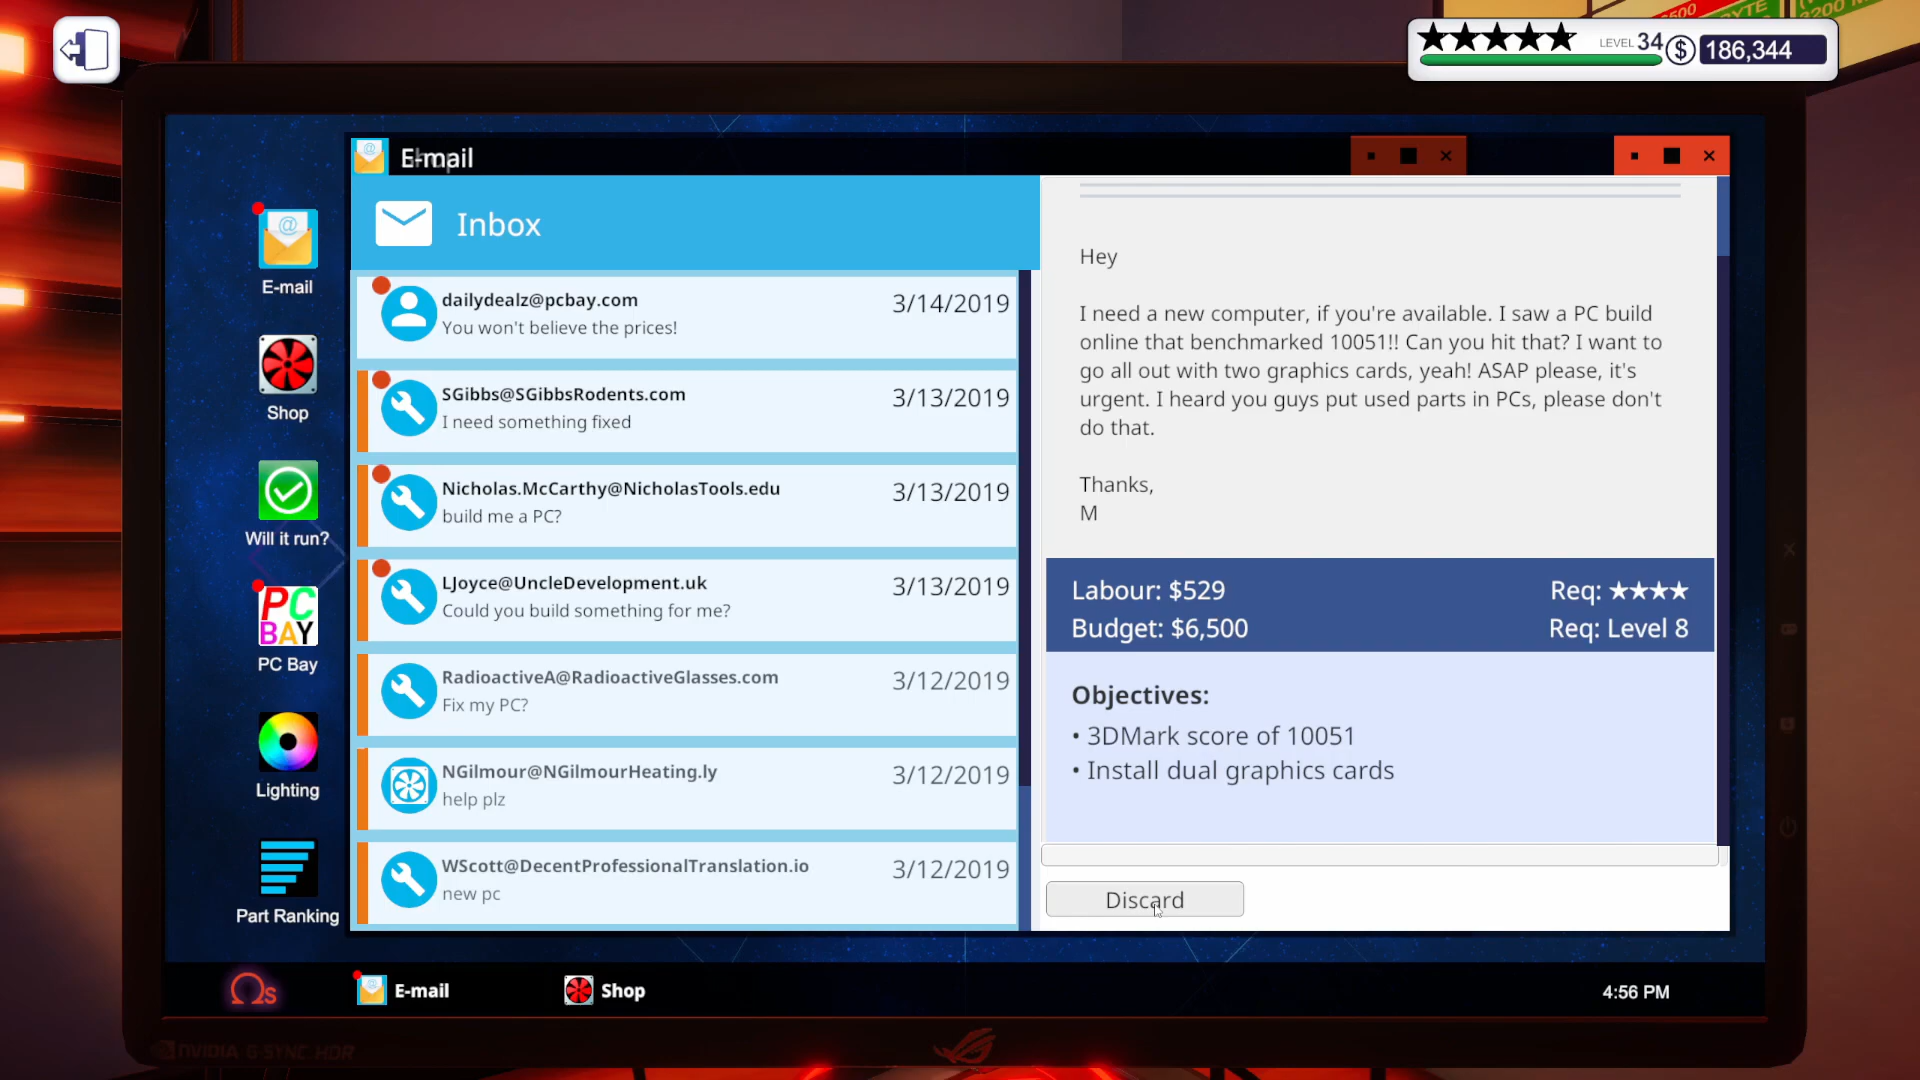 LEVEL 34
$ 186,344
E-mail
Inbox
E-mail
Shop
Will it run?
PC
BAY
PC Bay
Lighting
Part Ranking
dailydealz@pcbay.com
3/14/2019
You won't believe the prices!
SGibbs@SGibbsRodents.com
3/13/2019
I need something fixed
Nicholas.McCarthy@NicholasTools.edu
3/13/2019
build me a PC?
LJoyce@UncleDevelopment.uk
3/13/2019
Could you build something for me?
RadioactiveA@RadioactiveGlasses.com
3/12/2019
Fix my PC?
NGilmour@NGilmourHeating.ly
3/12/2019
help plz
WScott@DecentProfessionalTranslation.io
3/12/2019
new pc
Hey
I need a new computer, if you're available. I saw a PC build
online that benchmarked 10051!! Can you hit that? I want to
go all out with two graphics cards, yeah! ASAP please, it's
urgent. I heard you guys put used parts in PCs, please don't
do that.
Thanks,
M
Labour: $529
Req: ★★★★
Budget: $6,500
Req: Level 8
Objectives:
• 3DMark score of 10051
• Install dual graphics cards
Discard
Ωs
E-mail
Shop
4:56 PM
NVIDIA G-SYNC HDR